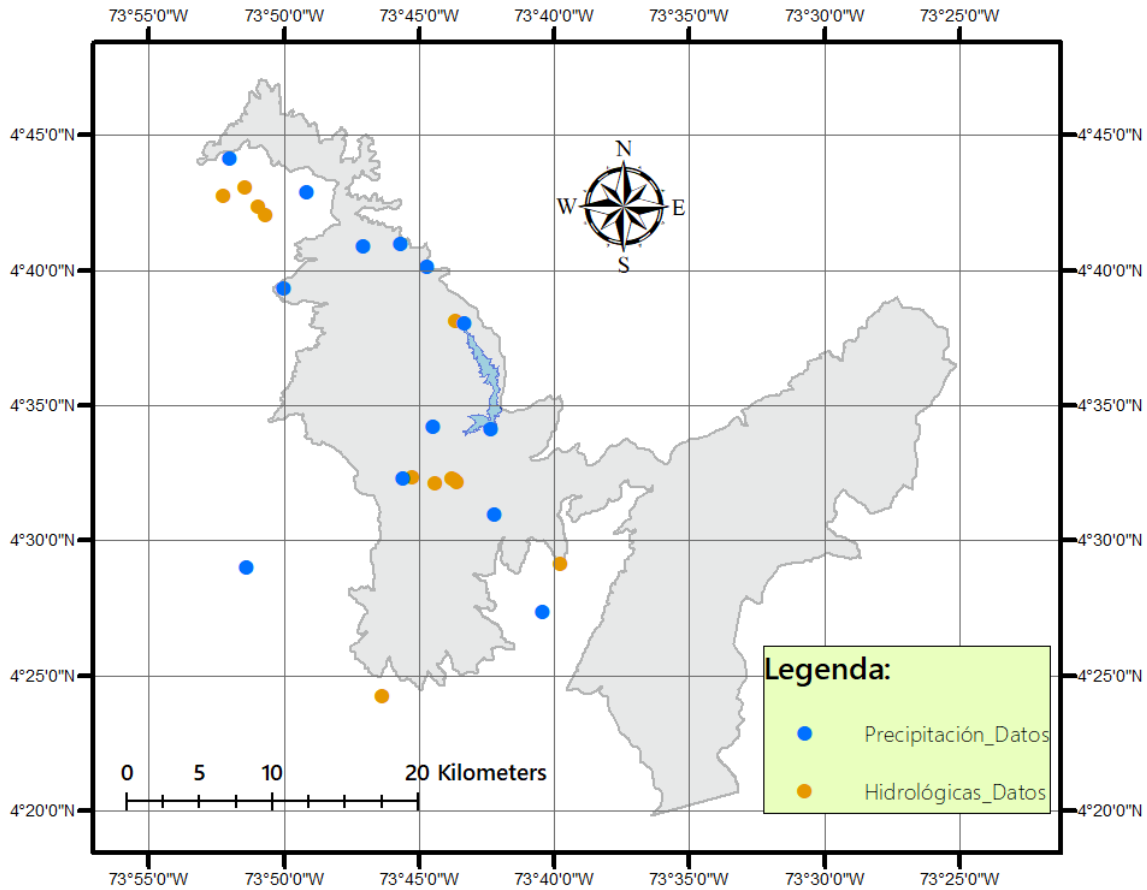 73°55'0"W 73°50'0"W 73°45'0"W 73°40'0"W 73°35'0"W 73°30'0"W 73°25'0"W
4°45'0"N 4°45'0"N
N
W E
S
4°40'0"N 4°40'0"N
4°35'0"N 4°35'0"N
4°30'0"N 4°30'0"N
4°25'0"N 4°25'0"N
Legenda:
Precipitación_Datos
Hidrológicas_Datos
0 5 10 20 Kilometers
4°20'0"N 4°20'0"N
73°55'0"W 73°50'0"W 73°45'0"W 73°40'0"W 73°35'0"W 73°30'0"W 73°25'0"W